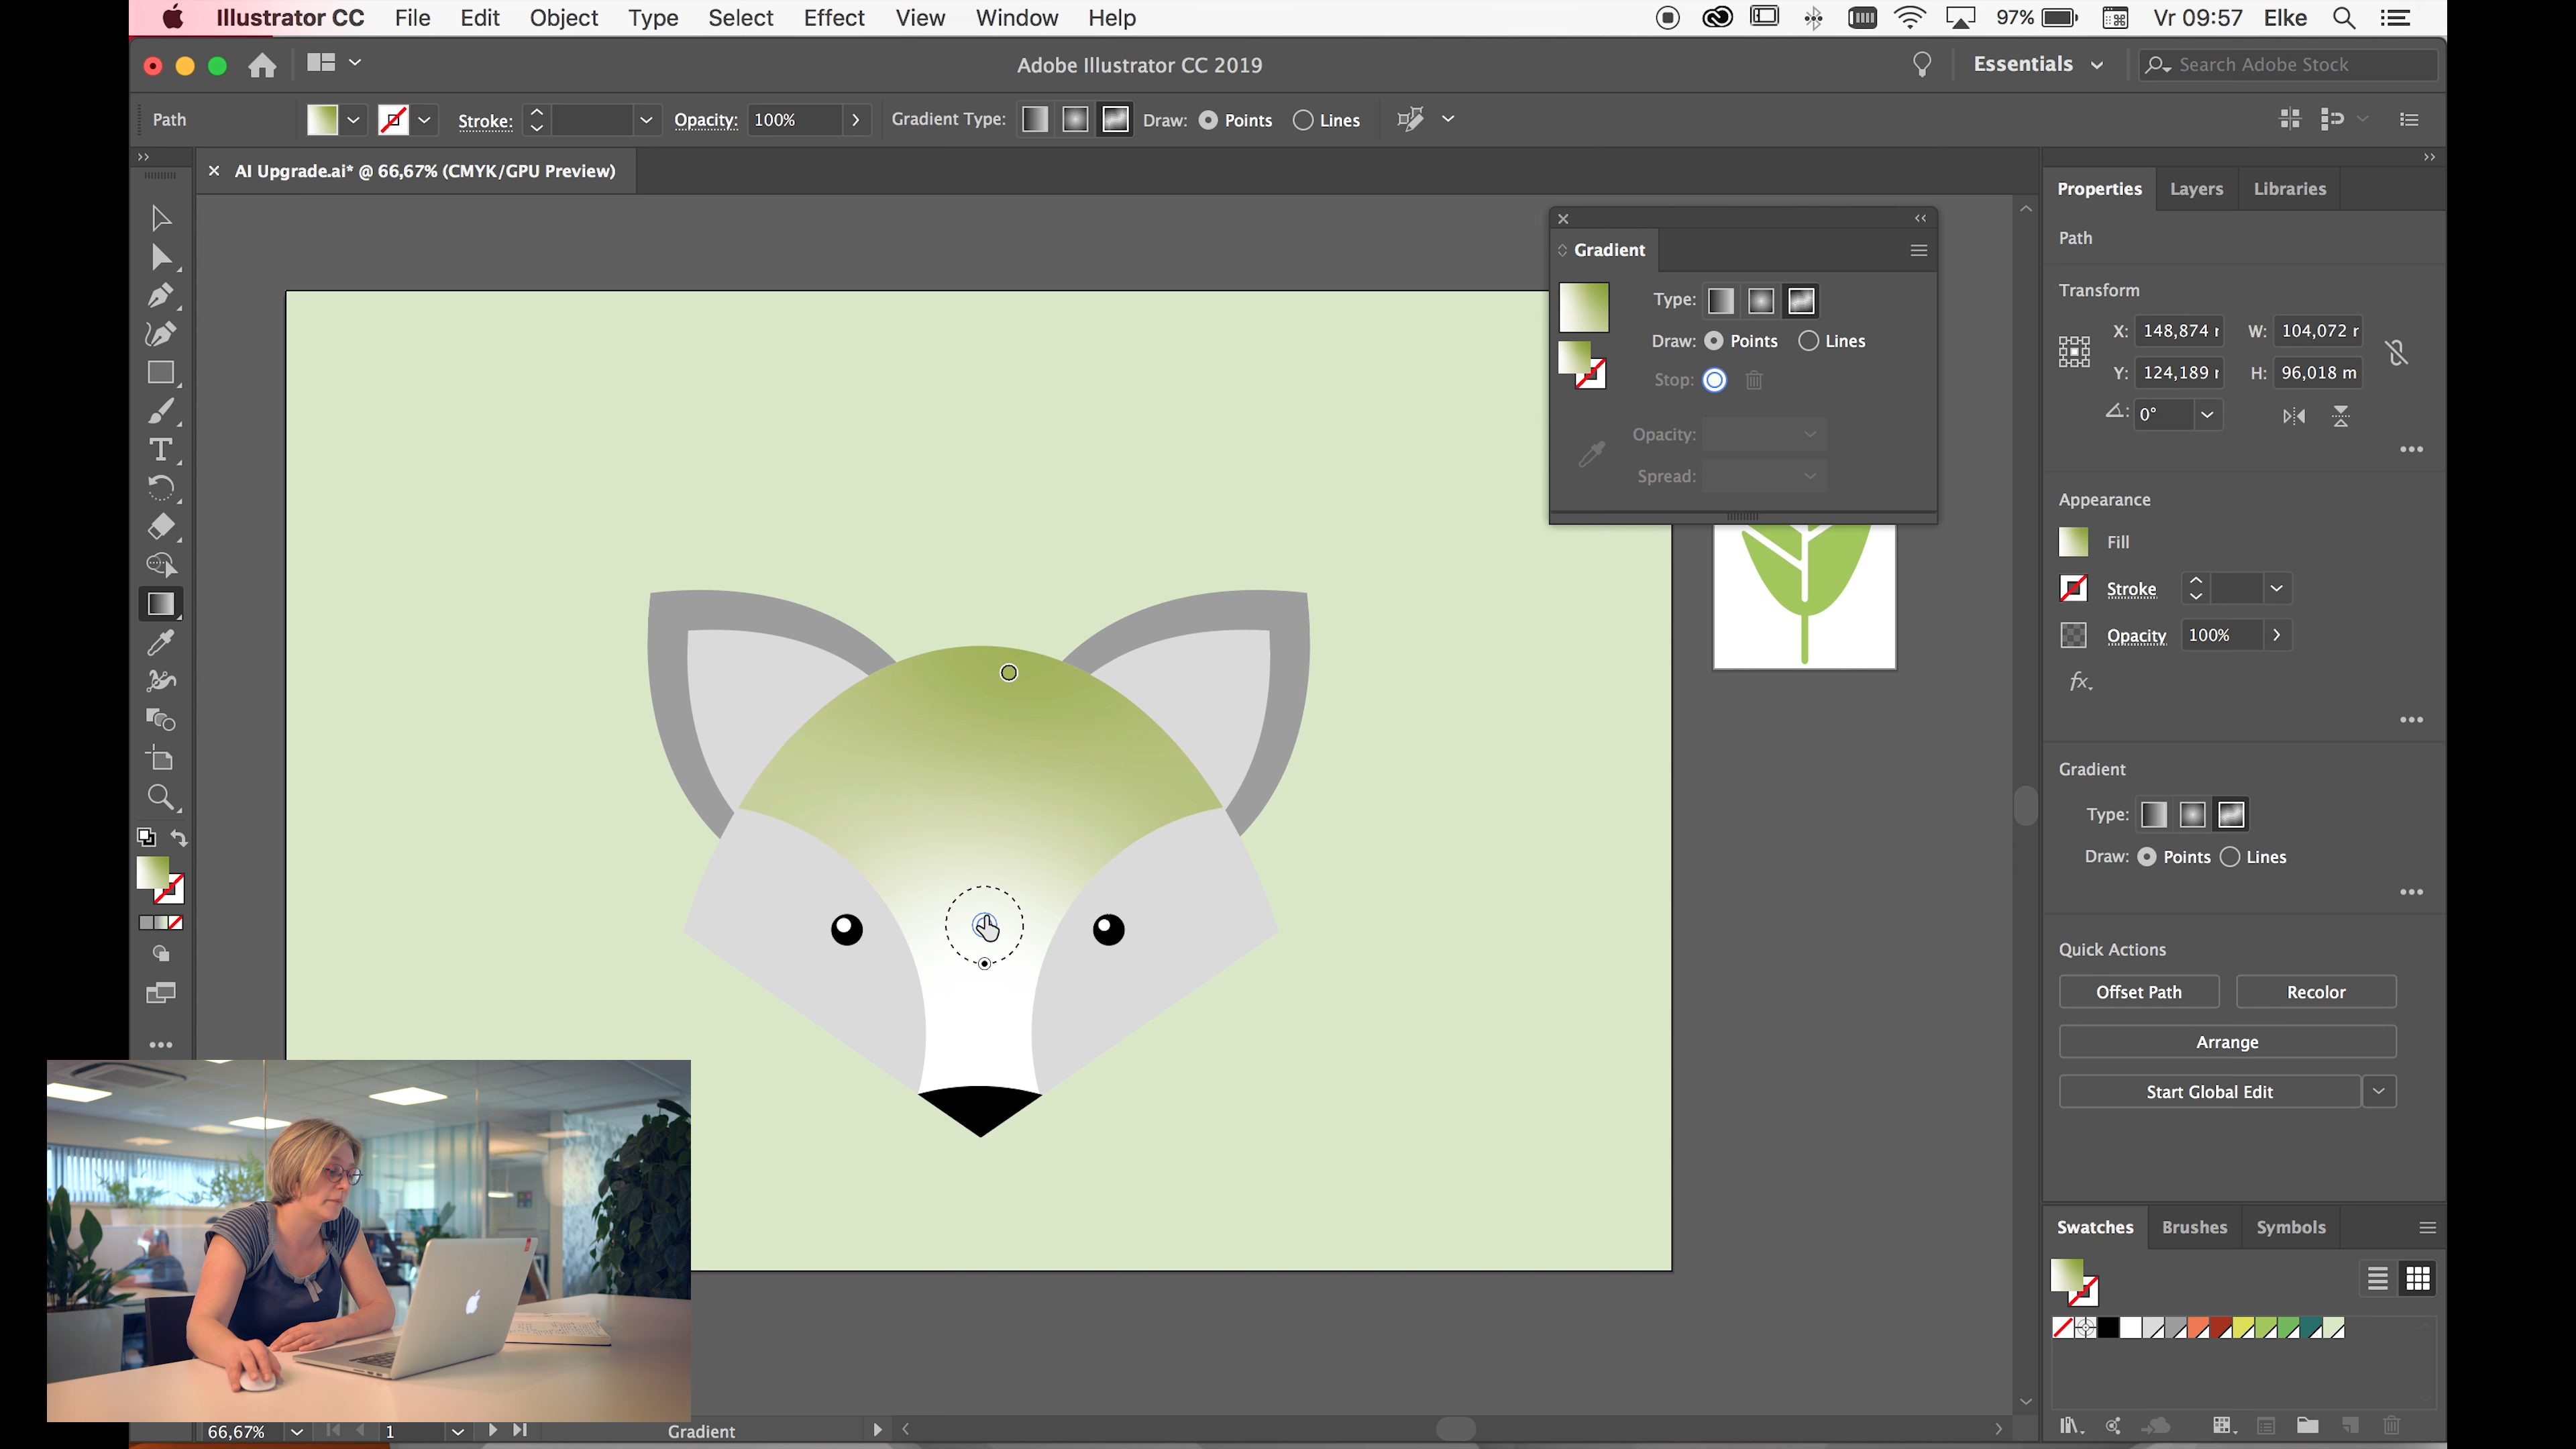 Illustrator CC File Edit Object Type Select Effect View Window Help 97% Vr 09:57 Elke
Adobe Illustrator CC 2019 Essentials Search Adobe Stock
Path Stroke: Opacity: 100% Gradient Type: Draw: Points Lines
AI Upgrade.ai* @ 66,67% (CMYK/GPU Preview)
Gradient
Type:
Draw: Points Lines
Stop:
Opacity:
Spread:
Properties Layers Libraries
Path
Transform
X: 148,874 W: 104,072
Y: 124,189 H: 96,018 m
0°
Appearance
Fill
Stroke
Opacity 100%
fx
Gradient
Type:
Draw: Points Lines
Quick Actions
Offset Path Recolor
Arrange
Start Global Edit
Swatches Brushes Symbols
66,67% 1 Gradient